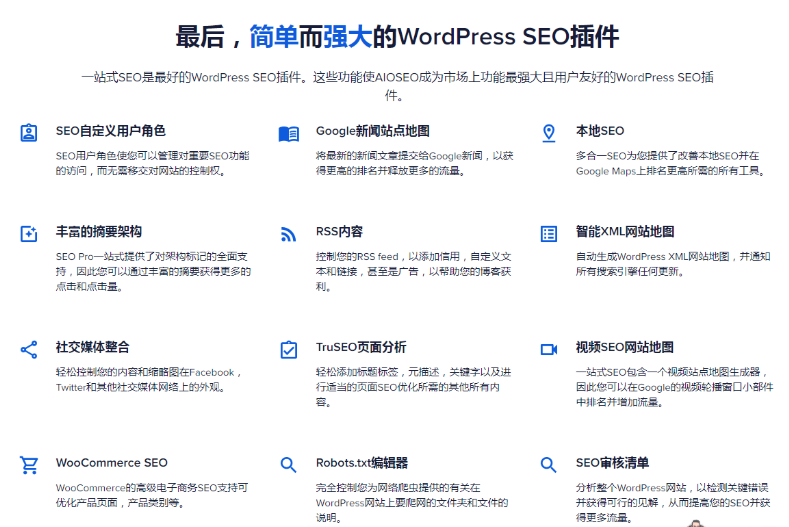 最后，简单而强大的WordPress SEO插件
一站式SEO是最好的WordPress SEO插件。这些功能使AIOSEO成为市场上功能最强大且用户友好的WordPress SEO插
件。
SEO自定义用户角色
SEO用户角色使您可以管理对重要SEO功能
的访问，而无需移交对网站的控制权。
Google新闻站点地图
将最新的新闻文章提交给Google新闻，以获
得更高的排名并释放更多的流量。
本地SEO
多合一SEO为您提供了改善本地SEO并在
Google Maps上排名更高所需的所有工具。
丰富的摘要架构
SEO Pro一站式提供了对架构标记的全面支
持，因此您可以通过丰富的摘要获得更多的
点击和点击量。
RSS内容
控制您的RSS feed，以添加信用，自定义文
本和链接，甚至是广告，以帮助您的博客获
利。
智能XML网站地图
自动生成WordPress XML网站地图，并通知
所有搜索引擎任何更新。
社交媒体整合
轻松控制您的内容和缩略图在Facebook，
Twitter和其他社交媒体网络上的外观。
TruSEO页面分析
轻松添加标题标签，元描述，关键字以及进
行适当的页面SEO优化所需的其他所有内
容。
视频SEO网站地图
一站式SEO包含一个视频站点地图生成器，
因此您可以在Google的视频轮播窗口小部件
中排名并增加流量。
WooCommerce SEO
WooCommerce的高级电子商务SEO支持可
优化产品页面，产品类别等。
Robots.txt编辑器
完全控制您为网络爬虫提供的有关在
WordPress网站上要爬网的文件夹和文件的
说明。
SEO审核清单
分析整个WordPress网站，以检测关键错误
并获得可行的见解，从而提高您的SEO并获
得更多流量。